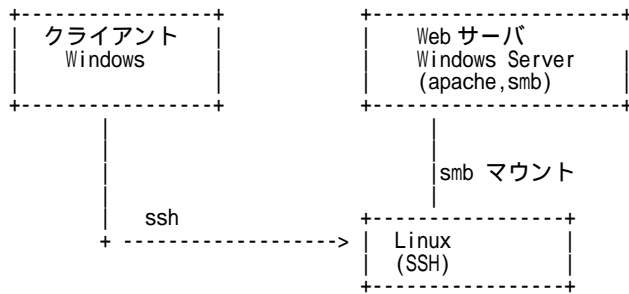 クライアント
Windows
Web サーバ
Windows Server
(apache,smb)
smb マウント
ssh
Linux
(SSH)